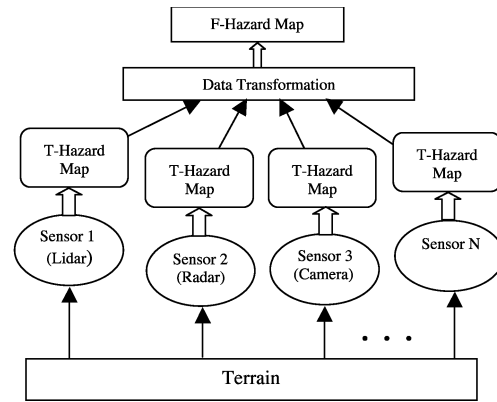 F-Hazard Map
Data Transformation
T-Hazard
Map
T-Hazard
Map
T-Hazard
Map
T-Hazard
Map
Sensor 1
(Lidar)
Sensor 2
(Radar)
Sensor 3
(Camera)
Sensor N
. . .
Terrain